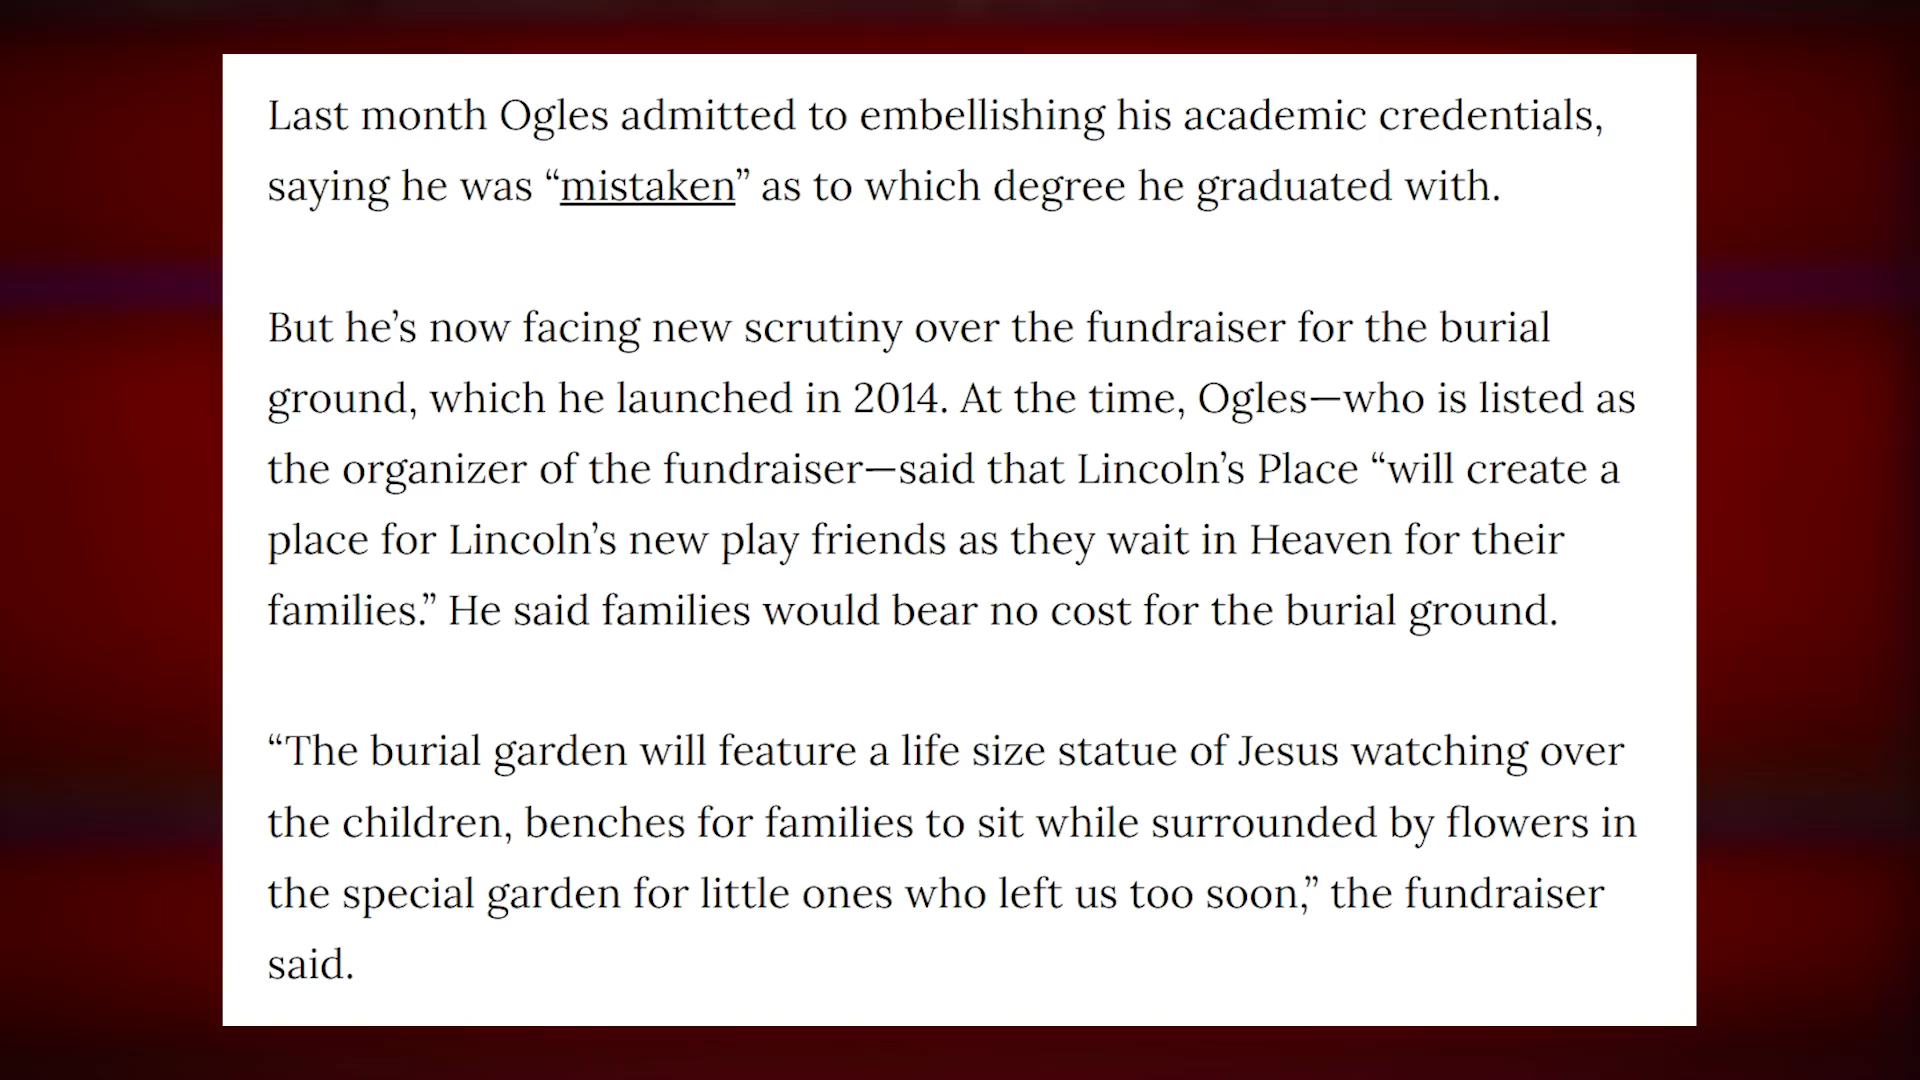 Last month Ogles admitted to embellishing his academic credentials,
saying he was “mistaken” as to which degree he graduated with.
But he’s now facing new scrutiny over the fundraiser for the burial
ground, which he launched in 2014. At the time, Ogles—who is listed as
the organizer of the fundraiser—said that Lincoln’s Place “will create a
place for Lincoln’s new play friends as they wait in Heaven for their
families.” He said families would bear no cost for the burial ground.
“The burial garden will feature a life size statue of Jesus watching over
the children, benches for families to sit while surrounded by flowers in
the special garden for little ones who left us too soon,” the fundraiser
said.